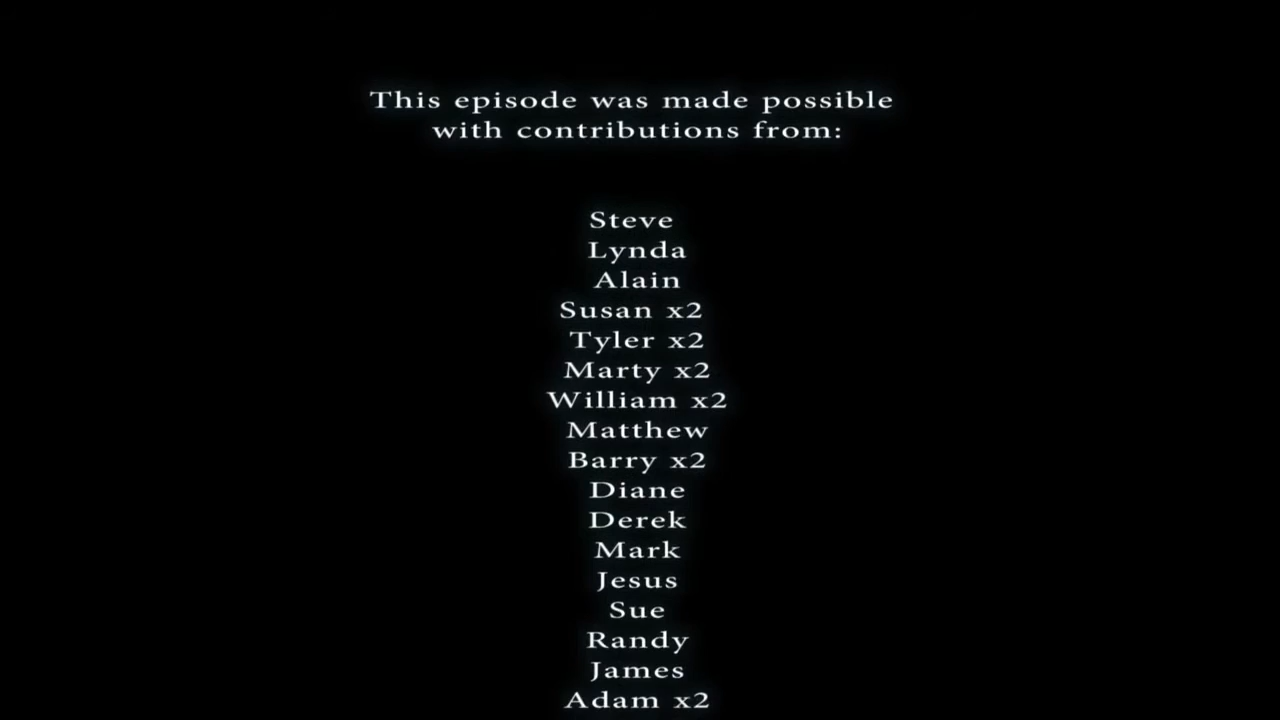 This episode was made possible
with contributions from:
Steve
Lynda
Alain
Susan x2
Tyler x2
Marty x2
William x2
Matthew
Barry x2
Diane
Derek
Mark
Jesus
Sue
Randy
James
Adam x2